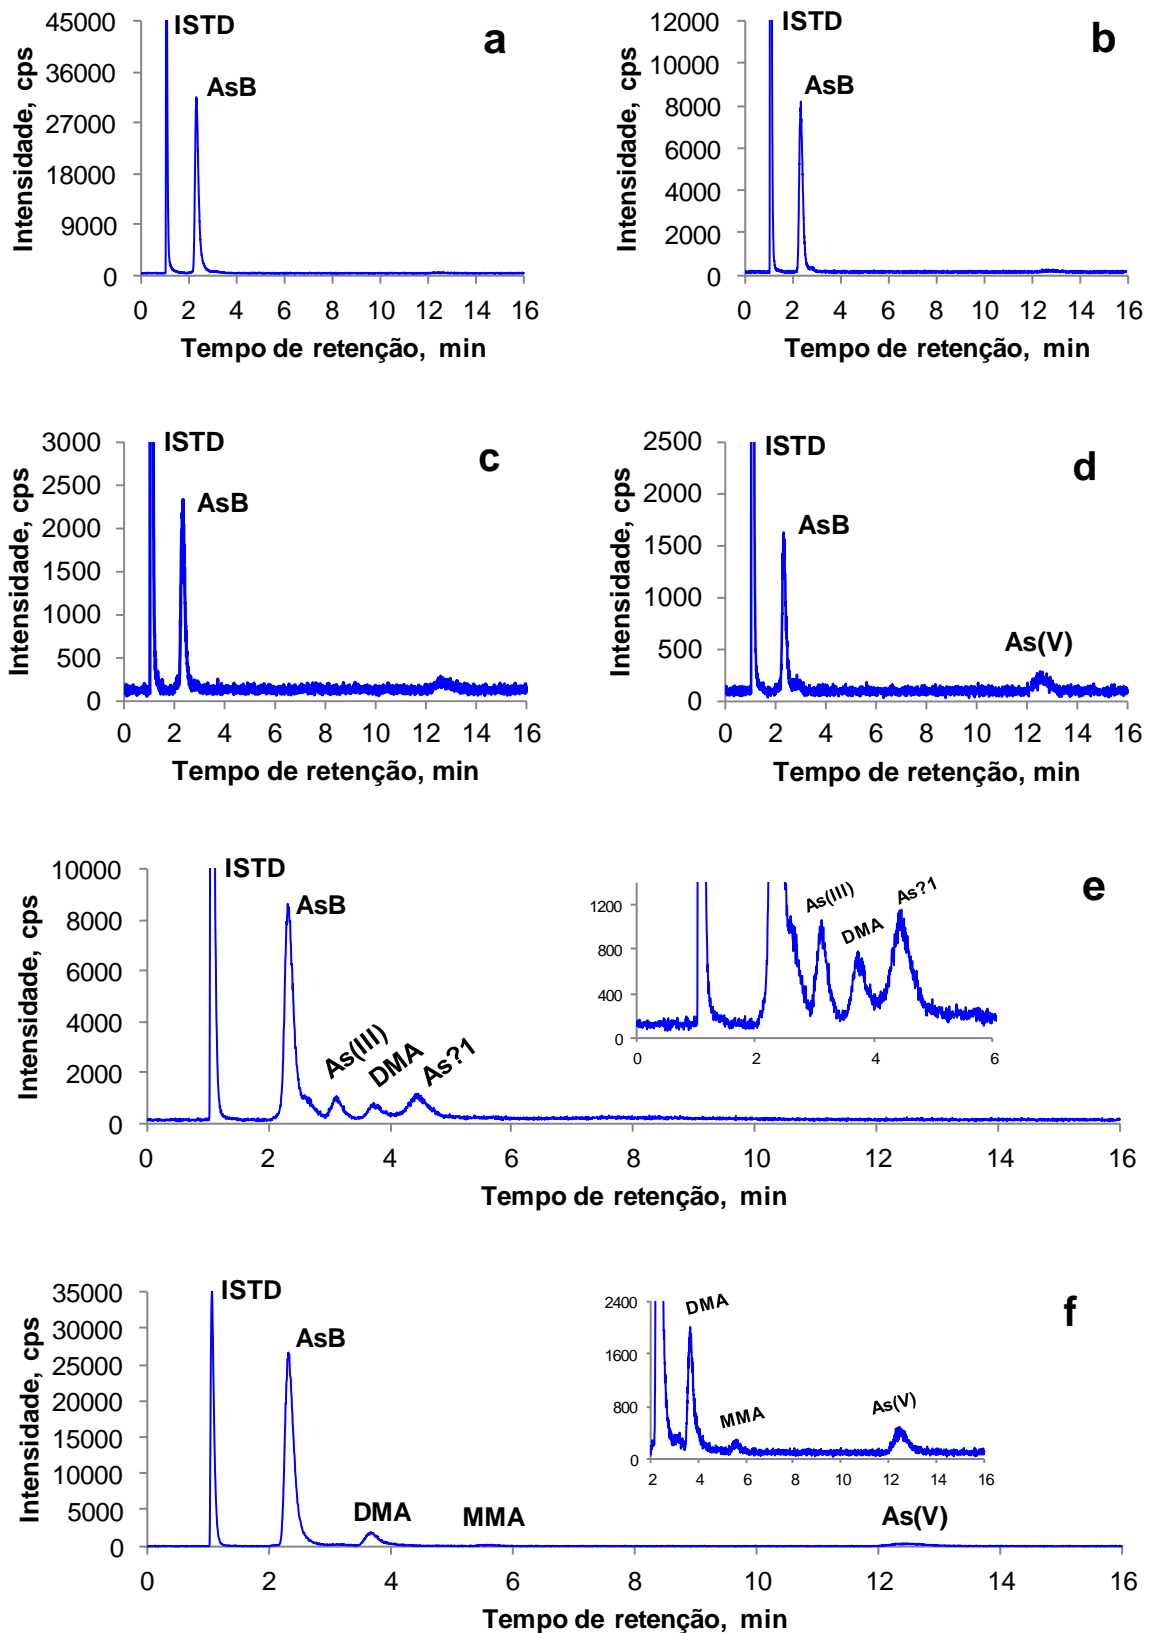 a
ISTD
AsB
Intensidade, cps
45000
36000
27000
18000
9000
0
0 2 4 6 8 10 12 14 16
Tempo de retenção, min
b
ISTD
AsB
Intensidade, cps
12000
10000
8000
6000
4000
2000
0
0 2 4 6 8 10 12 14 16
Tempo de retenção, min
c
ISTD
AsB
Intensidade, cps
3000
2500
2000
1500
1000
500
0
0 2 4 6 8 10 12 14 16
Tempo de retenção, min
d
ISTD
AsB
As(V)
Intensidade, cps
2500
2000
1500
1000
500
0
0 2 4 6 8 10 12 14 16
Tempo de retenção, min
e
ISTD
AsB
As(III)
DMA
As?1
Intensidade, cps
10000
8000
6000
4000
2000
0
0 2 4 6 8 10 12 14 16
Tempo de retenção, min
As(III)
DMA
As?1
1200
800
400
0
0 2 4 6
f
ISTD
AsB
DMA
MMA
As(V)
Intensidade, cps
35000
30000
25000
20000
15000
10000
5000
0
0 2 4 6 8 10 12 14 16
Tempo de retenção, min
DMA
MMA
As(V)
2400
1600
800
0
2 4 6 8 10 12 14 16